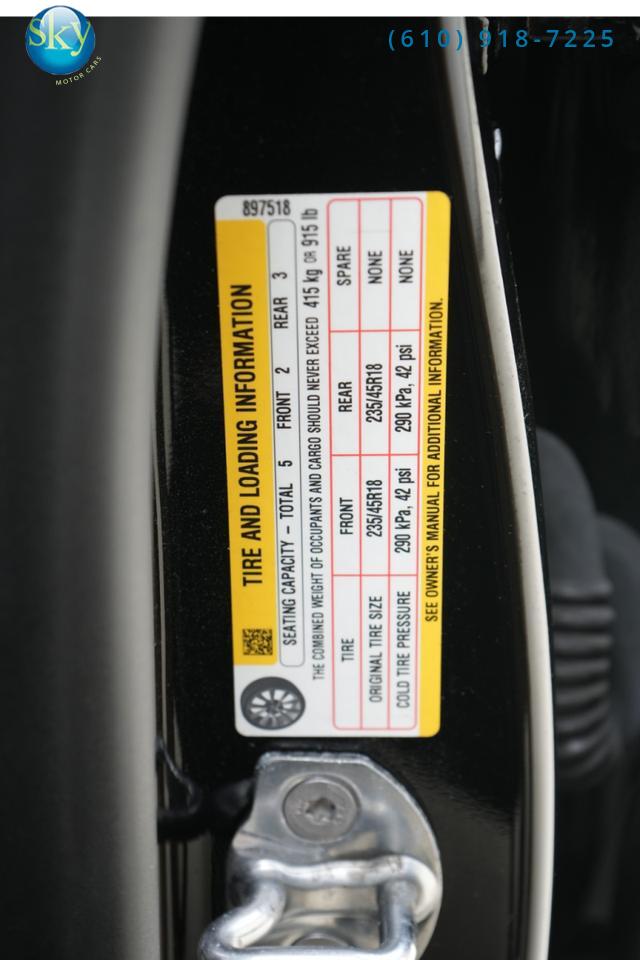 Sky
MOTOR CARS
(610) 918-7225
897518
TIRE AND LOADING INFORMATION
SEATING CAPACITY – TOTAL 5 FRONT 2 REAR 3
THE COMBINED WEIGHT OF OCCUPANTS AND CARGO SHOULD NEVER EXCEED 415 kg OR 915 lb
TIRE FRONT REAR SPARE
ORIGINAL TIRE SIZE 235/45R18 235/45R18 NONE
COLD TIRE PRESSURE 290 kPa, 42 psi 290 kPa, 42 psi NONE
SEE OWNER'S MANUAL FOR ADDITIONAL INFORMATION.